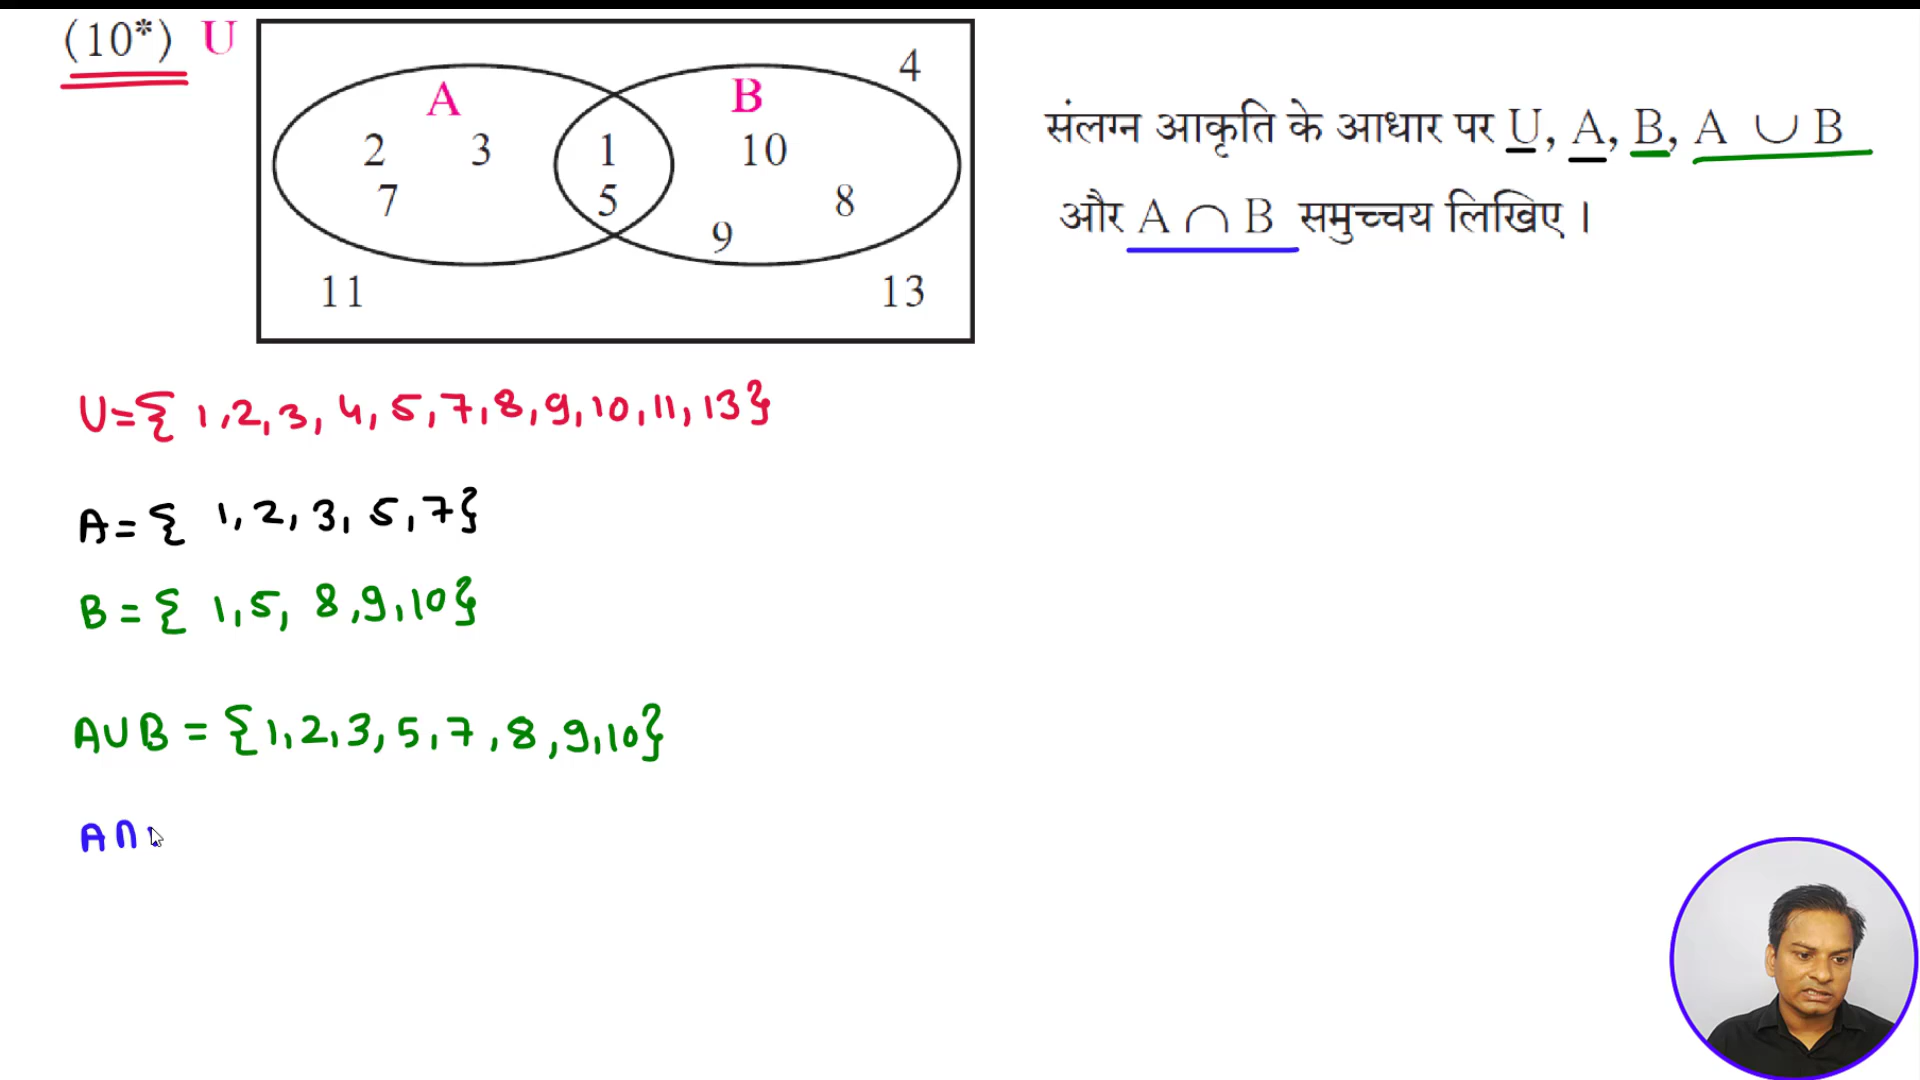 (10*) U
4
A B
2 3 1 10
7 5 8
9
11 13
संलग्न आकृति के आधार पर U, A, B, A ∪ B
और A ∩ B समुच्चय लिखिए ।
U={ 1,2,3, 4,5,7,8,9,10,11,13}
A={ 1,2,3,5,7}
B={ 1,5, 8,9,10}
A∪B = {1,2,3,5,7,8,9,10}
A∩